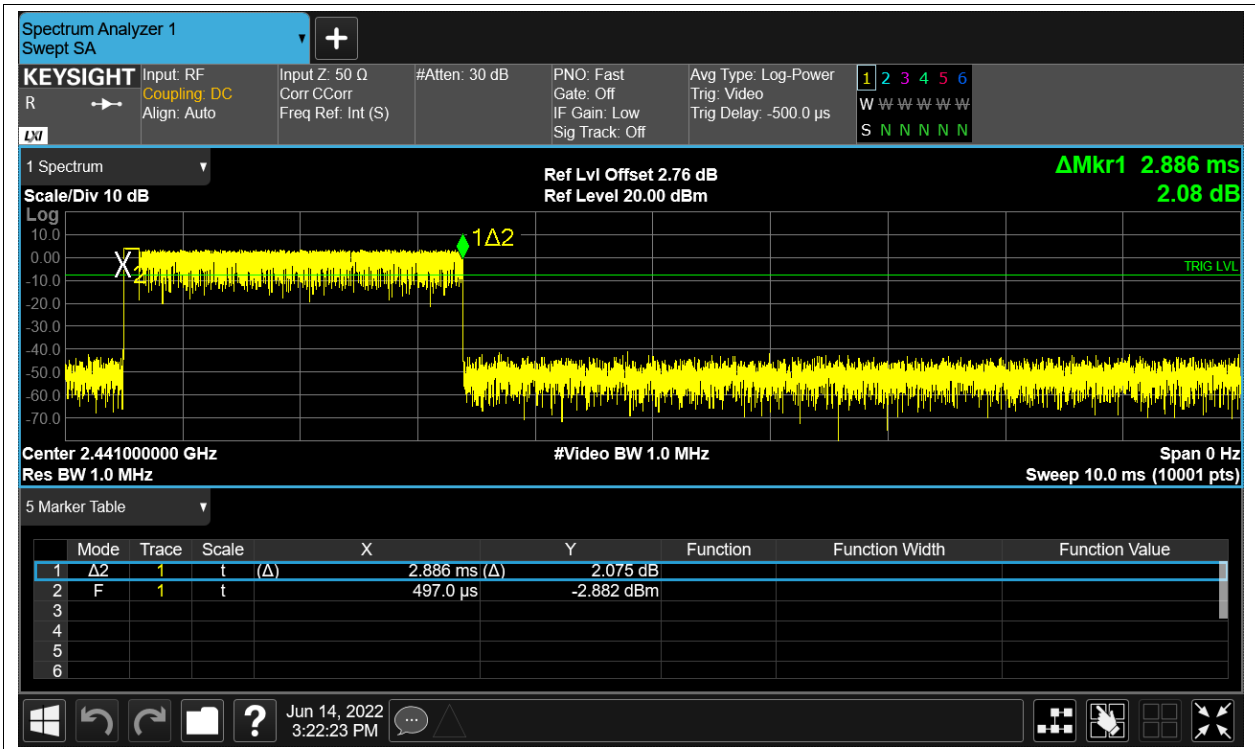 Spectrum Analyzer 1
Swept SA
KEYSIGHT Input: RF Input Z: 50 Ω #Atten: 30 dB PNO: Fast Avg Type: Log-Power 1 2 3 4 5 6
R Coupling: DC Corr CCorr Gate: Off Trig: Video W W W W W W
Align: Auto Freq Ref: Int (S) IF Gain: Low Trig Delay: -500.0 µs
LXI Sig Track: Off S N N N N N
1 Spectrum Ref Lvl Offset 2.76 dB ΔMkr1 2.886 ms
Scale/Div 10 dB Ref Level 20.00 dBm 2.08 dB
Log
10.0 1Δ2
0.00 X2 TRIG LVL
-10.0
-20.0
-30.0
-40.0
-50.0
-60.0
-70.0
Center 2.441000000 GHz #Video BW 1.0 MHz Span 0 Hz
Res BW 1.0 MHz Sweep 10.0 ms (10001 pts)
5 Marker Table
Mode Trace Scale X Y Function Function Width Function Value
1 Δ2 1 t (Δ) 2.886 ms (Δ) 2.075 dB
2 F 1 t 497.0 µs -2.882 dBm
3
4
5
6
? Jun 14, 2022
3:22:23 PM